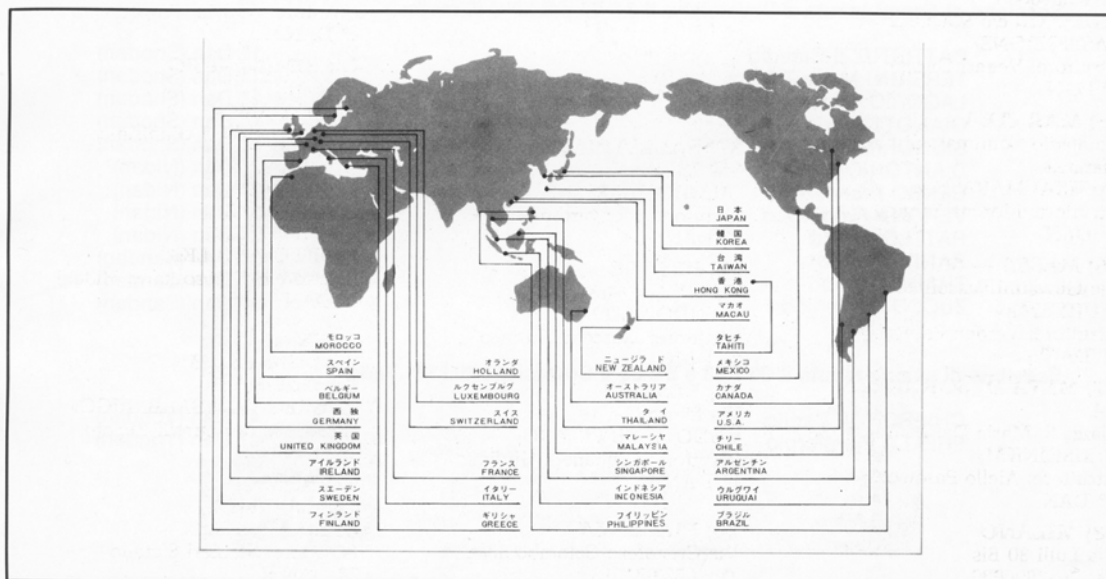 モロッコ
MOROCCO
スペイン
SPAIN
ベルギー
BELGIUM
西 独
GERMANY
英 国
UNITED KINGDOM
アイルランド
IRELAND
スエーデン
SWEDEN
フィンランド
FINLAND
オランダ
HOLLAND
ルクセンブルグ
LUXEMBOURG
スイス
SWITZERLAND
フランス
FRANCE
イタリー
ITALY
ギリシャ
GREECE
ニュージラ ド
NEW ZEALAND
オーストラリア
AUSTRALIA
タ イ
THAILAND
マレーシヤ
MALAYSIA
シンガポール
SINGAPORE
インドネシア
INDONESIA
フイリッピン
PHILIPPINES
日 本
JAPAN
韓 国
KOREA
台 湾
TAIWAN
香 港
HONG KONG
マカオ
MACAU
タヒチ
TAHITI
メキシコ
MEXICO
カナダ
CANADA
アメリカ
U.S.A.
チリー
CHILE
アルゼンチン
ARGENTINA
ウルグワイ
URUGUAI
ブラジル
BRAZIL